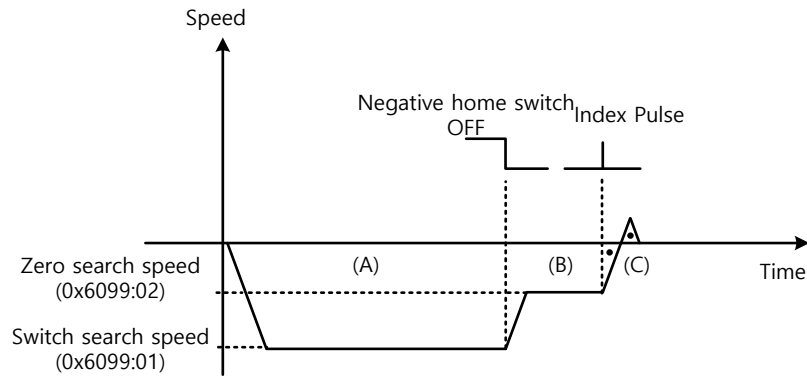 Speed
Negative home switch
OFF
Index Pulse
Zero search speed
(0x6099:02)
(A)
(B)
(C)
Time
Switch search speed
(0x6099:01)